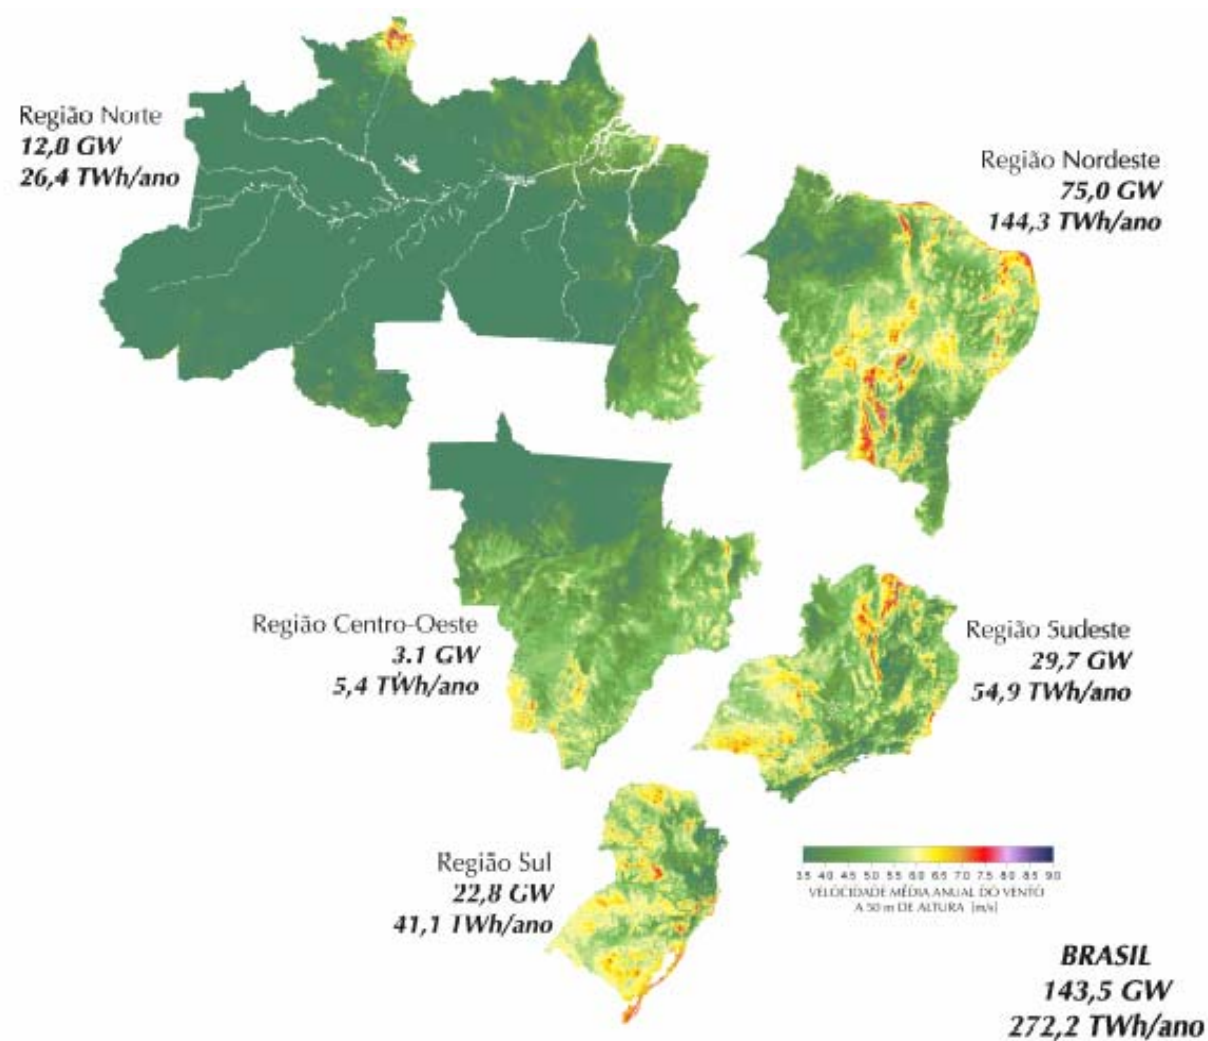 Região Norte
12,8 GW
26,4 TWh/ano
Região Nordeste
75,0 GW
144,3 TWh/ano
Região Centro-Oeste
3.1 GW
5,4 TWh/ano
Região Sudeste
29,7 GW
54,9 TWh/ano
Região Sul
22,8 GW
41,1 TWh/ano
3.5 4.0 4.5 5.0 5.5 6.0 6.5 7.0 7.5 8.0 8.5 9.0
VELOCIDADE MÉDIA ANUAL DO VENTO
A 50 m DE ALTURA [m/s]
BRASIL
143,5 GW
272,2 TWh/ano